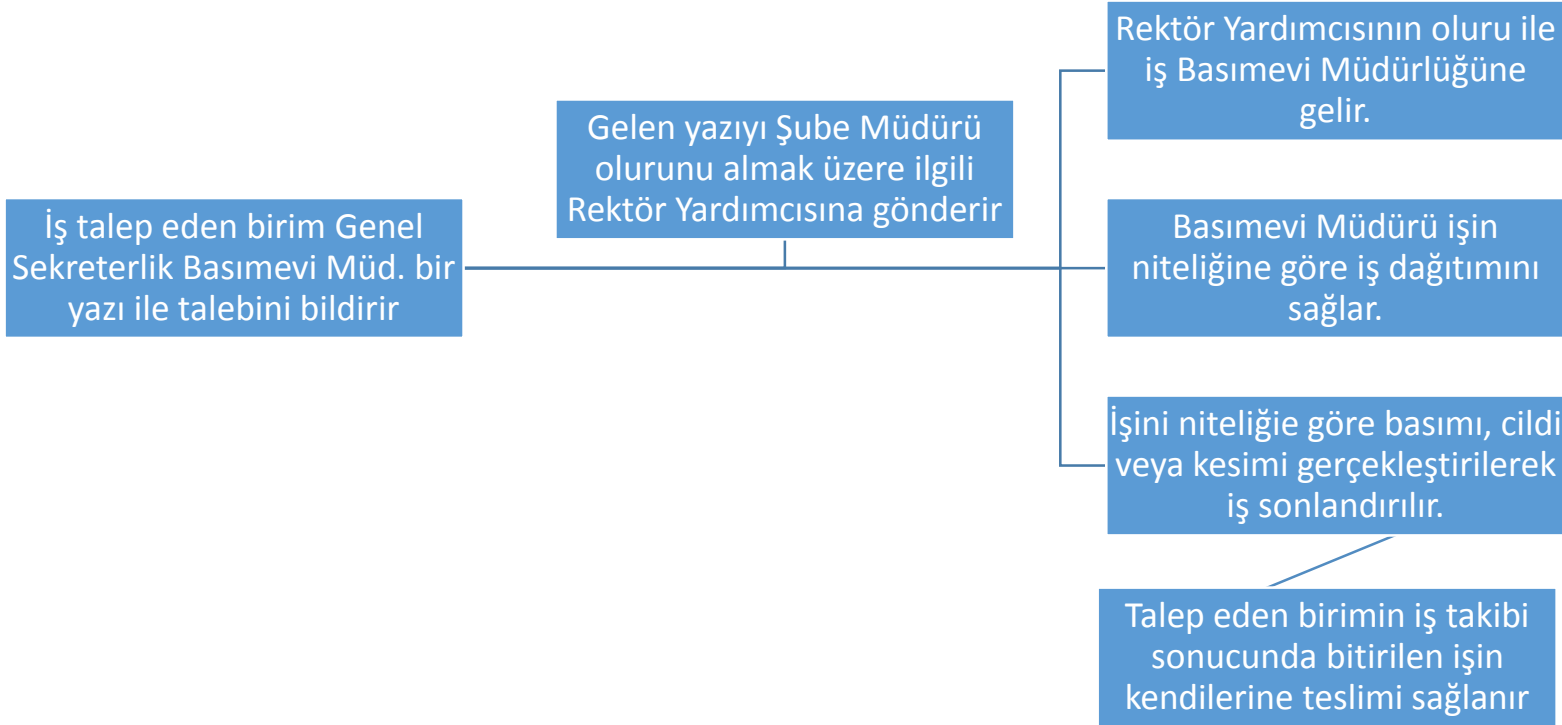 İş talep eden birim Genel
Sekreterlik Basımevi Müd. bir
yazı ile talebini bildirir
Gelen yazıyı Şube Müdürü
olurunu almak üzere ilgili
Rektör Yardımcısına gönderir
Rektör Yardımcısının oluru ile
iş Basımevi Müdürlüğüne
gelir.
Basımevi Müdürü işin
niteliğine göre iş dağıtımını
sağlar.
İşini niteliğie göre basımı, cildi
veya kesimi gerçekleştirilerek
iş sonlandırılır.
Talep eden birimin iş takibi
sonucunda bitirilen işin
kendilerine teslimi sağlanır